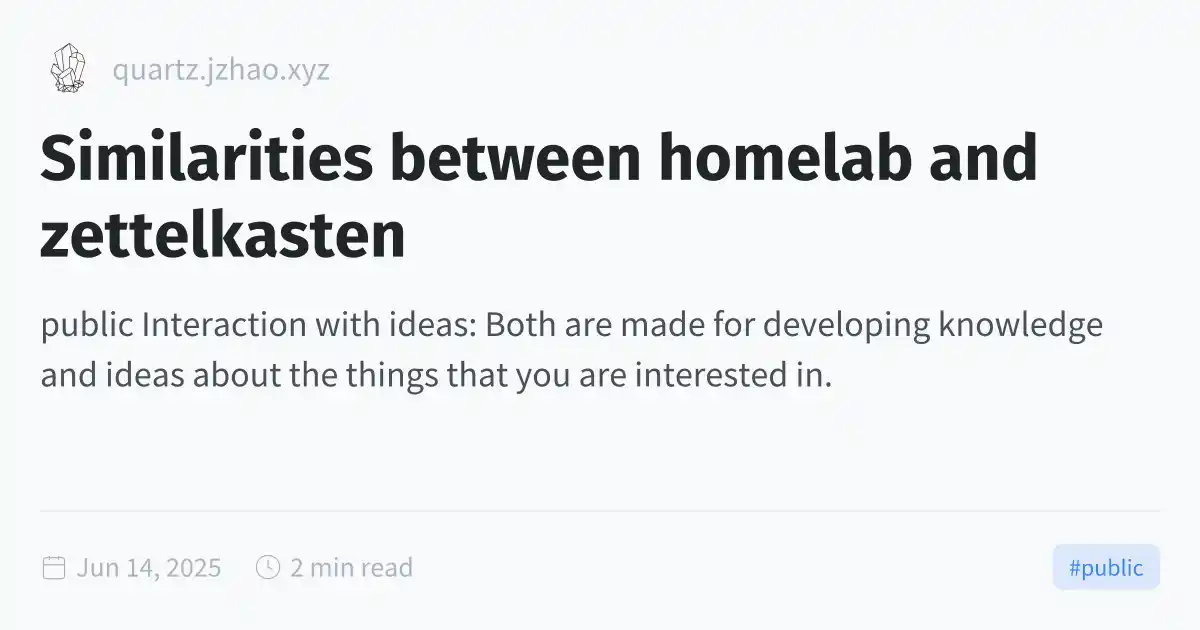 quartz.jzhao.xyz
Similarities between homelab and
zettelkasten
public Interaction with ideas: Both are made for developing knowledge
and ideas about the things that you are interested in.
Jun 14, 2025 2 min read #public